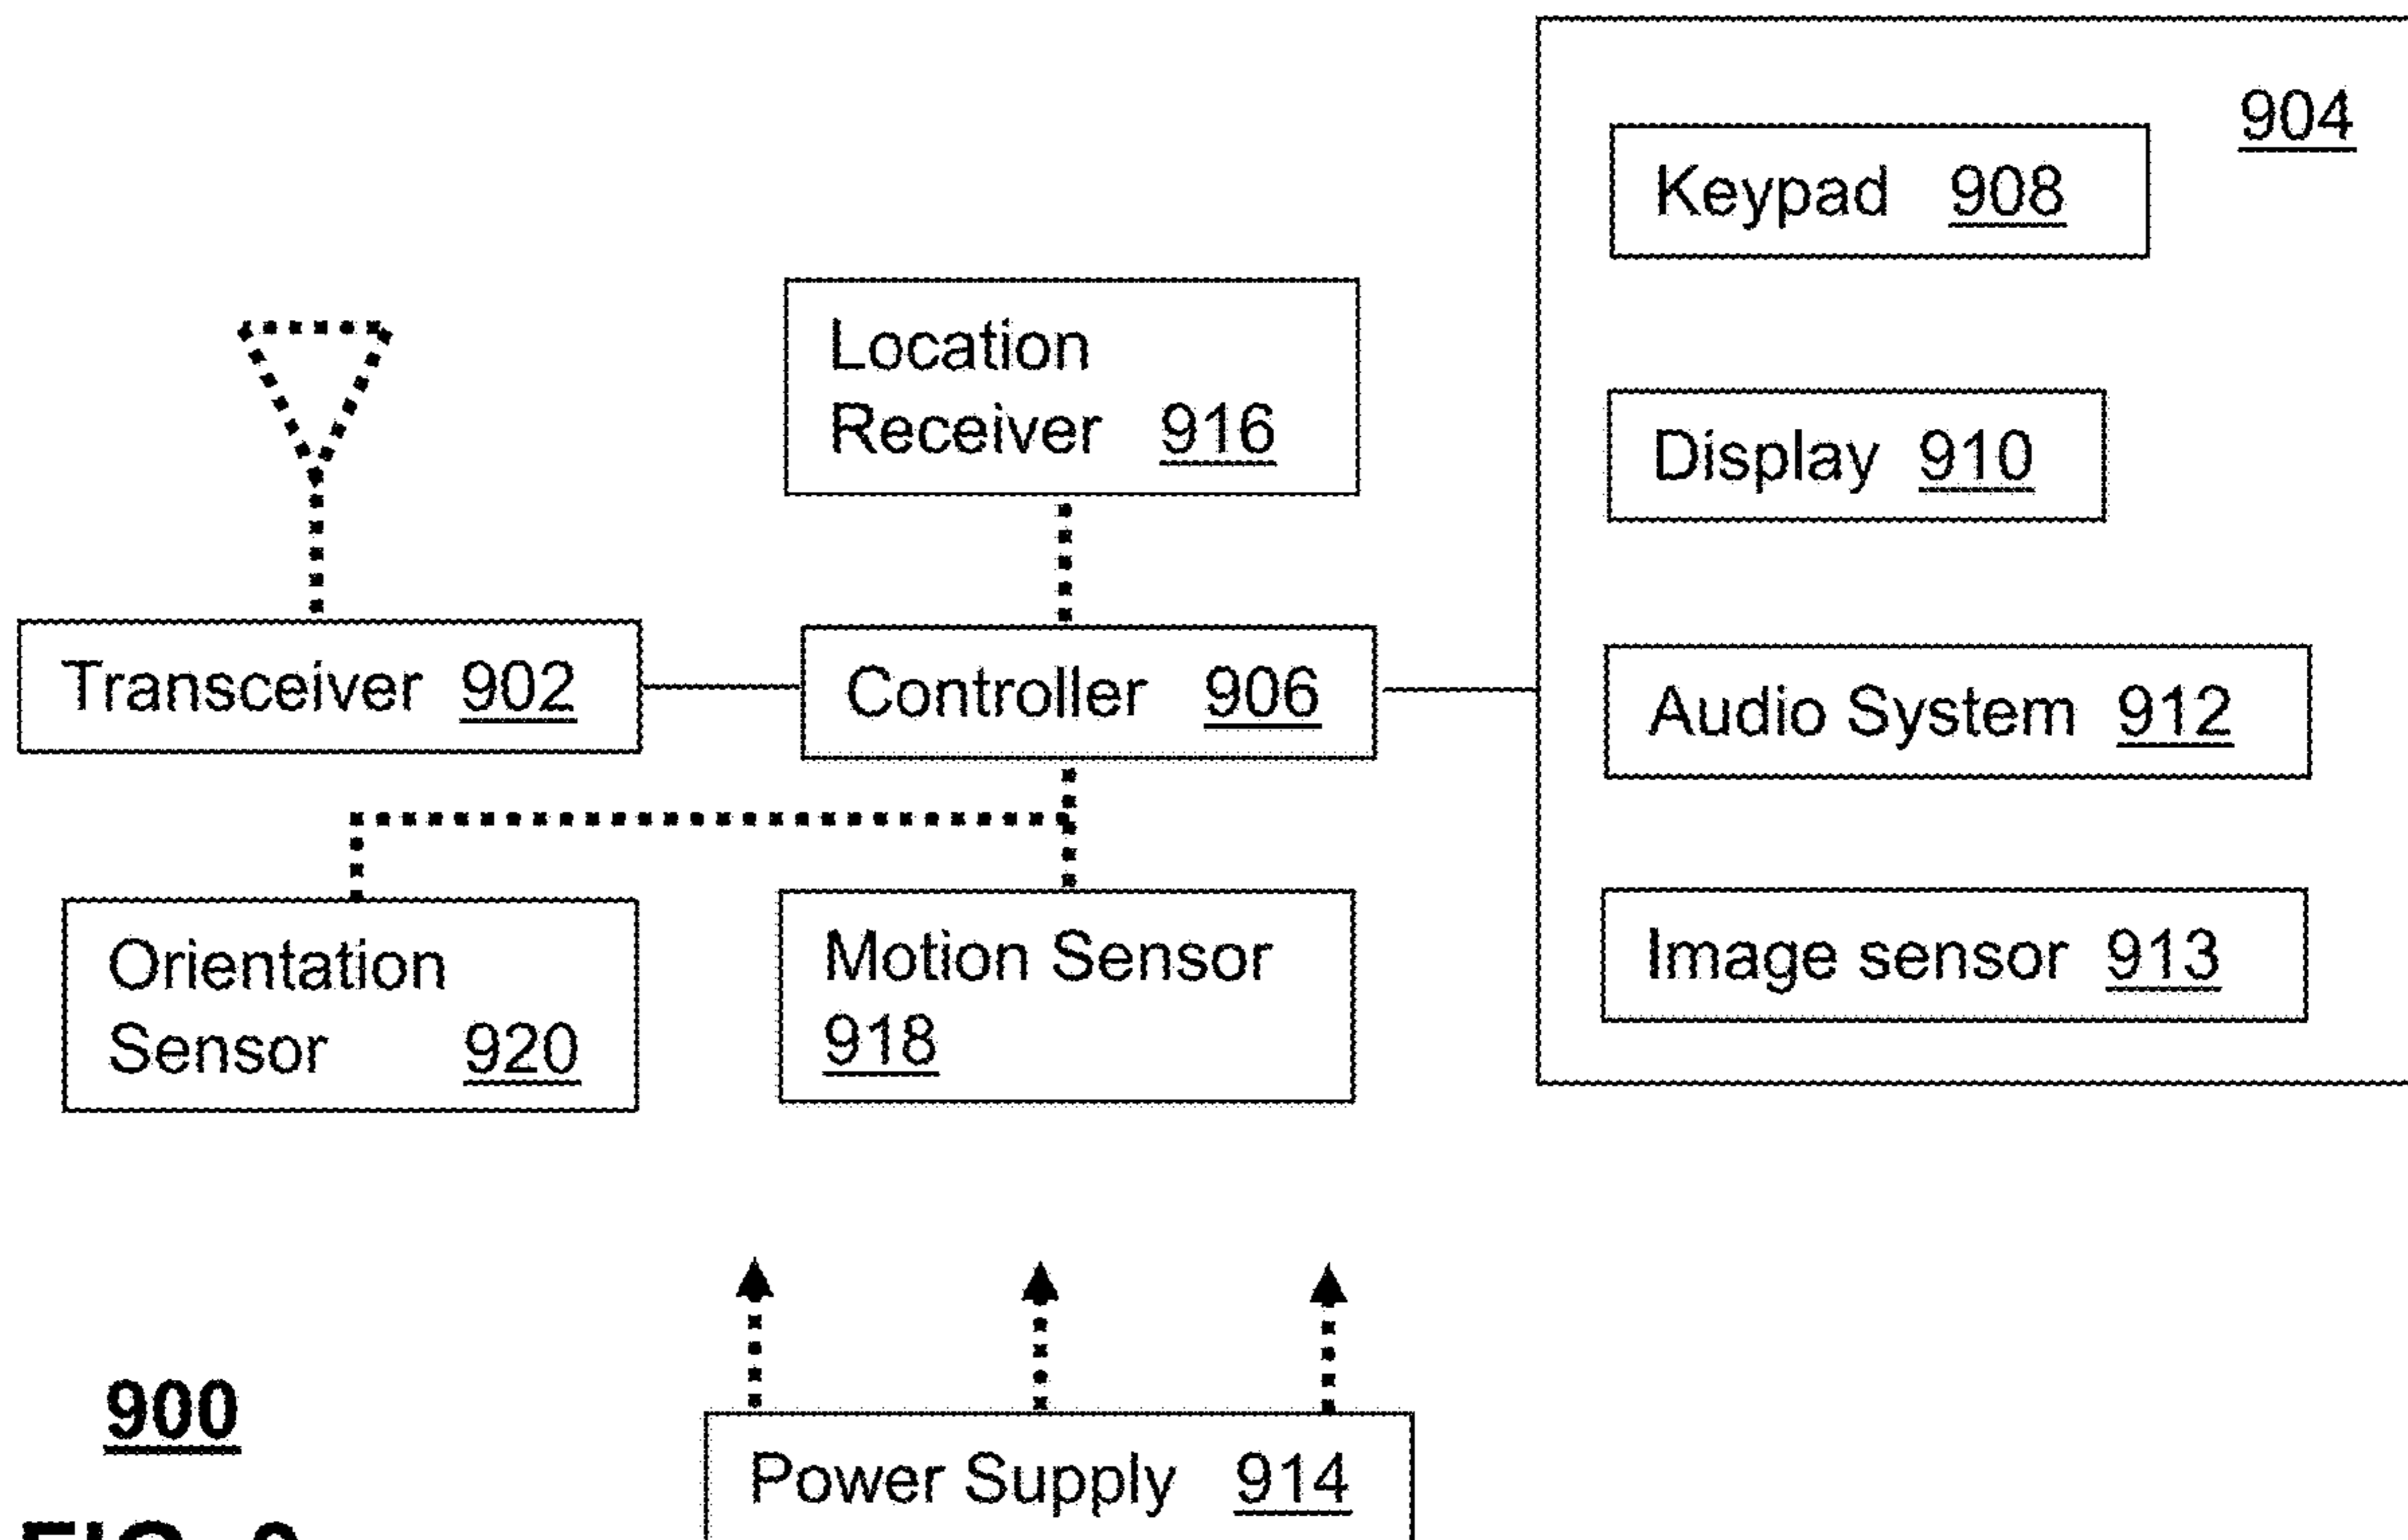 904
Keypad 908
Location
Receiver 916
Display 910
Transceiver 902
Controller 906
Audio System 912
Orientation
Sensor 920
Motion Sensor
918
Image sensor 913
900
Power Supply 914